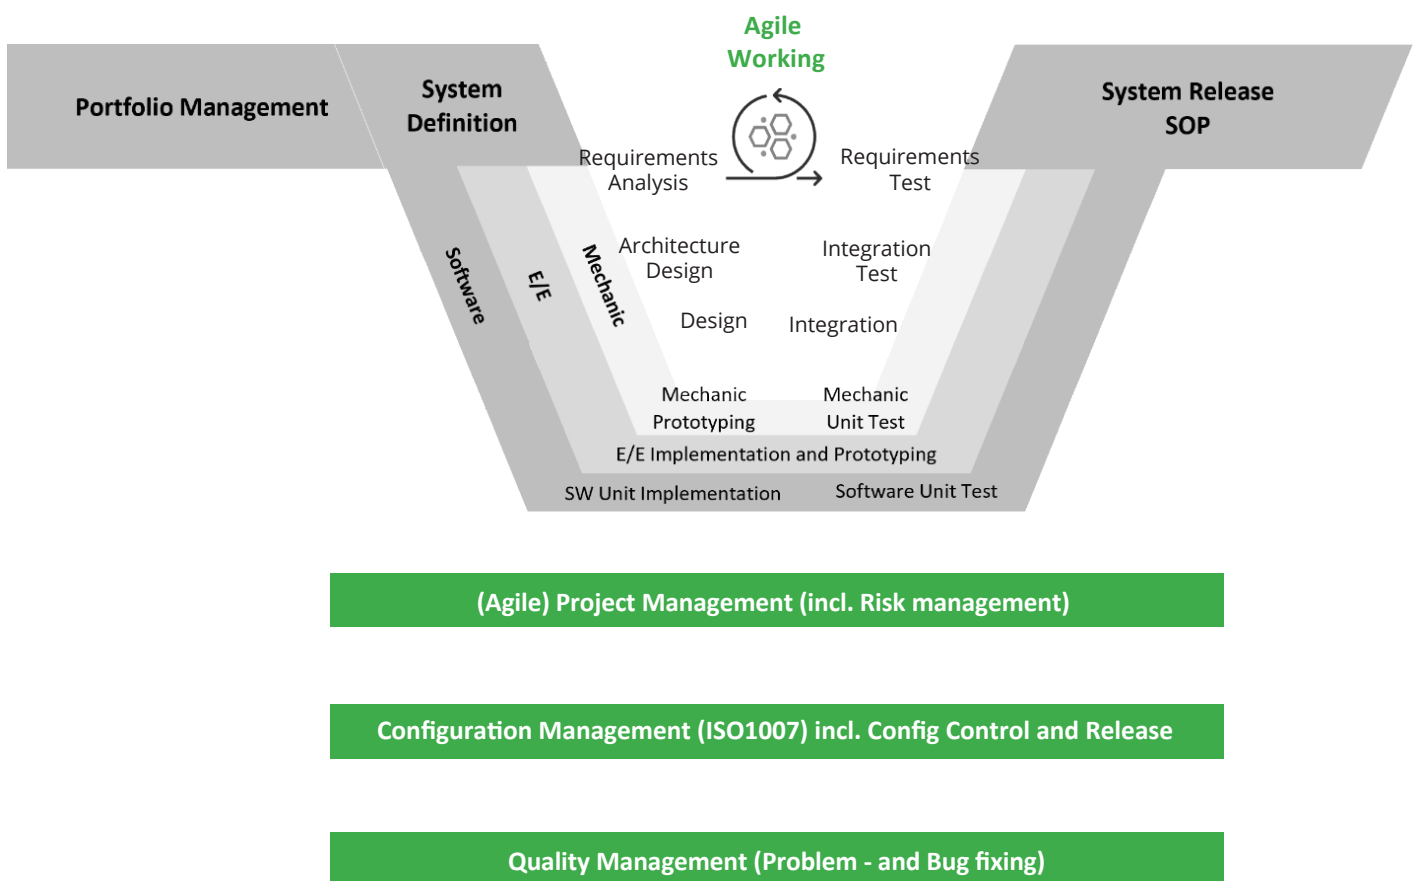 Agile
Working
Portfolio Management
System
Definition
System Release
SOP
Requirements
Analysis
Requirements
Test
Software
E/E
Mechanic
Architecture
Design
Integration
Test
Design
Integration
Mechanic
Prototyping
Mechanic
Unit Test
E/E Implementation and Prototyping
SW Unit Implementation
Software Unit Test
(Agile) Project Management (incl. Risk management)
Configuration Management (ISO1007) incl. Config Control and Release
Quality Management (Problem - and Bug fixing)